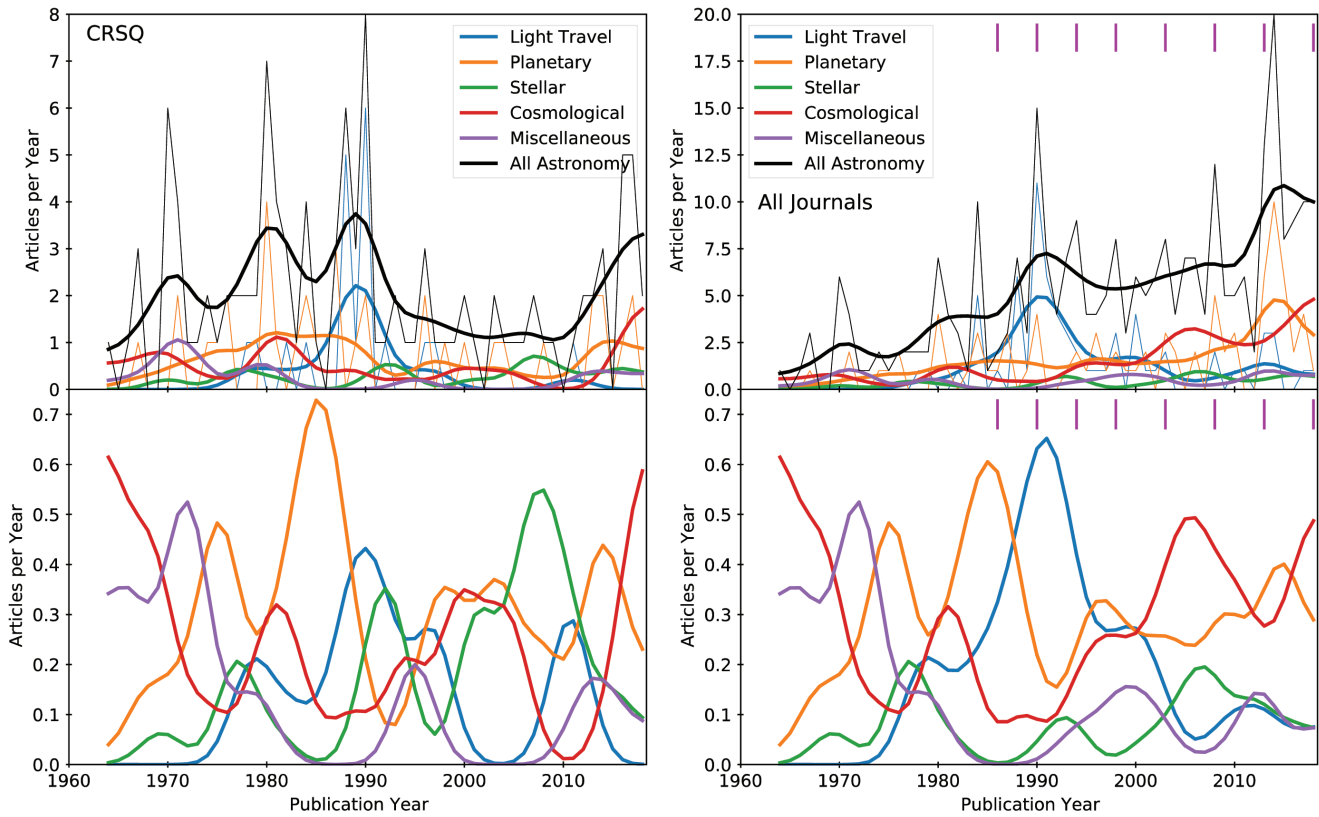 CRSQ
Light Travel
Planetary
Stellar
Cosmological
Miscellaneous
All Astronomy
8
7
6
5
4
3
2
1
0
Articles per Year
0.7
0.6
0.5
0.4
0.3
0.2
0.1
0.0
Articles per Year
1960
1970
1980
1990
2000
2010
Publication Year
Light Travel
Planetary
Stellar
Cosmological
Miscellaneous
All Astronomy
All Journals
20.0
17.5
15.0
12.5
10.0
7.5
5.0
2.5
0.0
Articles per Year
0.7
0.6
0.5
0.4
0.3
0.2
0.1
0.0
Articles per Year
1960
1970
1980
1990
2000
2010
Publication Year